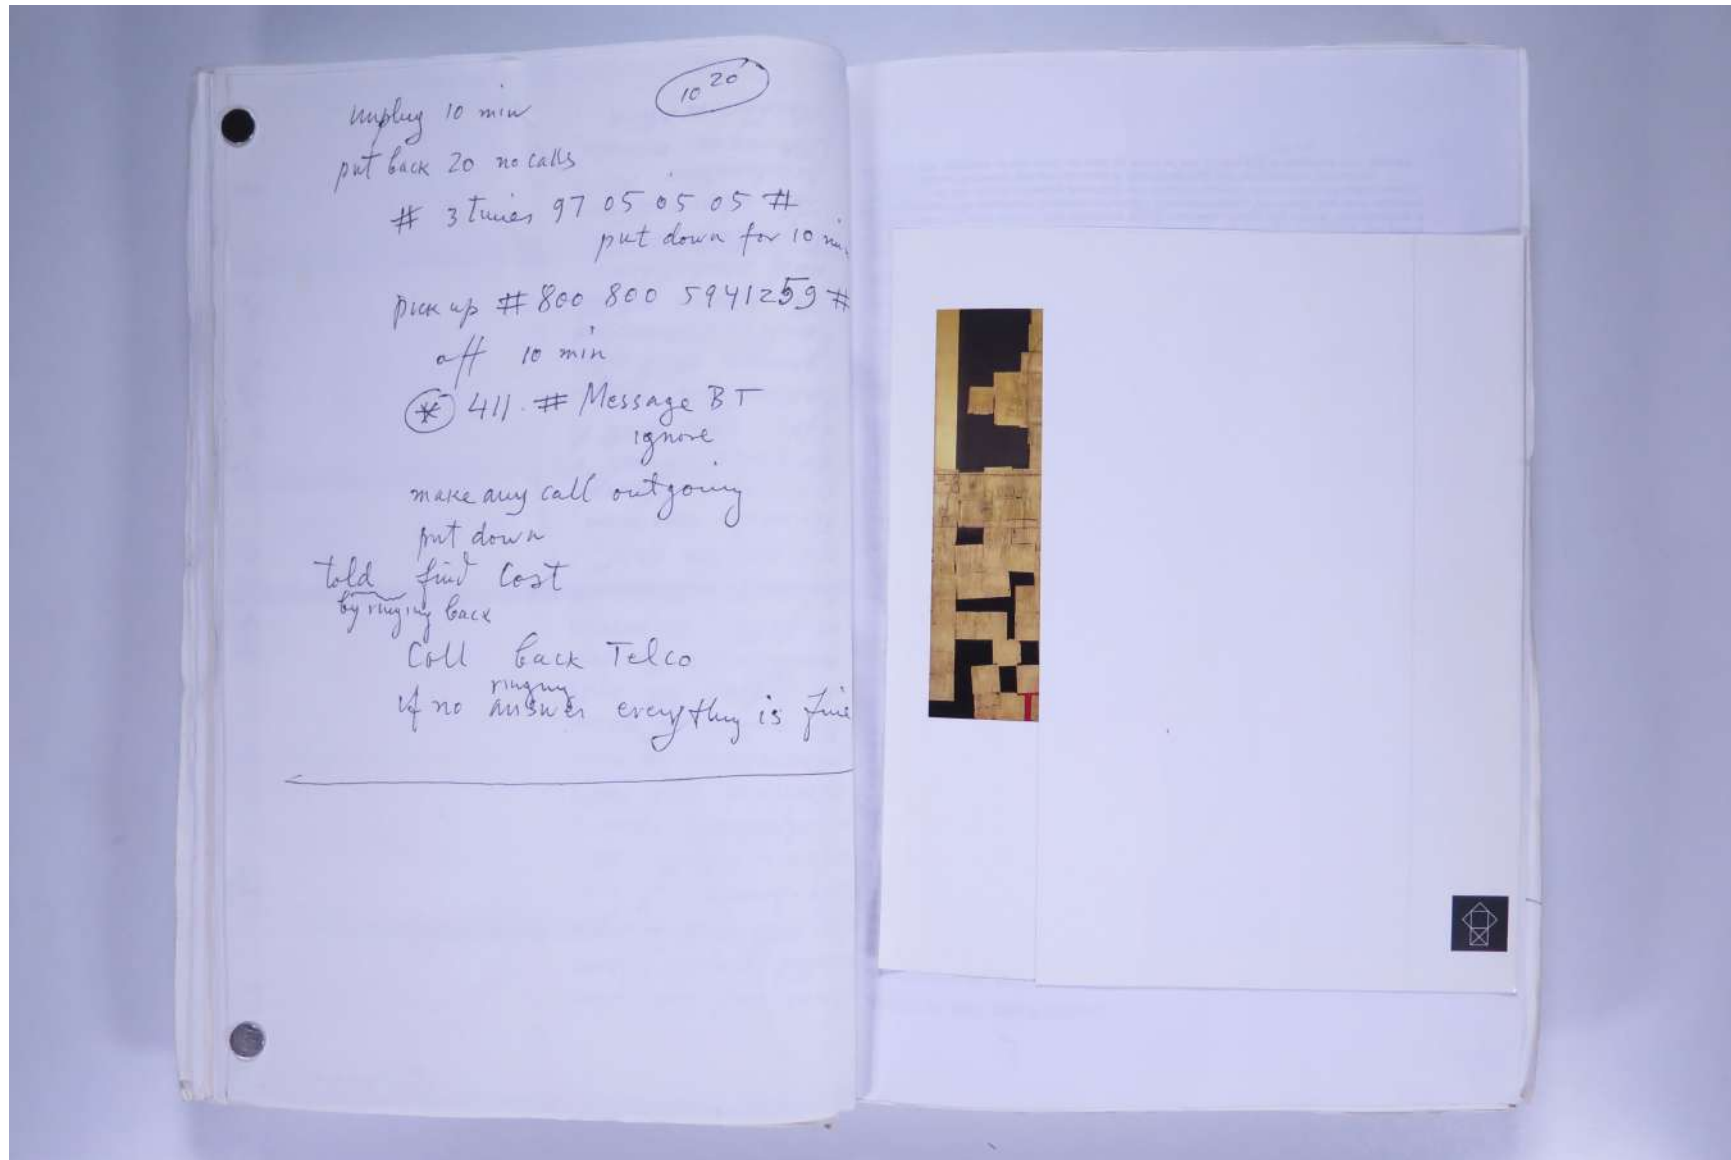 10 20
unplug 10 min
put back 20 no calls
# 3 times 97 05 05 05 #
put down for 10 min
pick up # 800 800 5941259 #
off 10 min
* 411. # Message BT
ignore
make any call outgoing
put down
told find Cost
by ringing back
Call back Telco
ringing
if no answer everything is fine